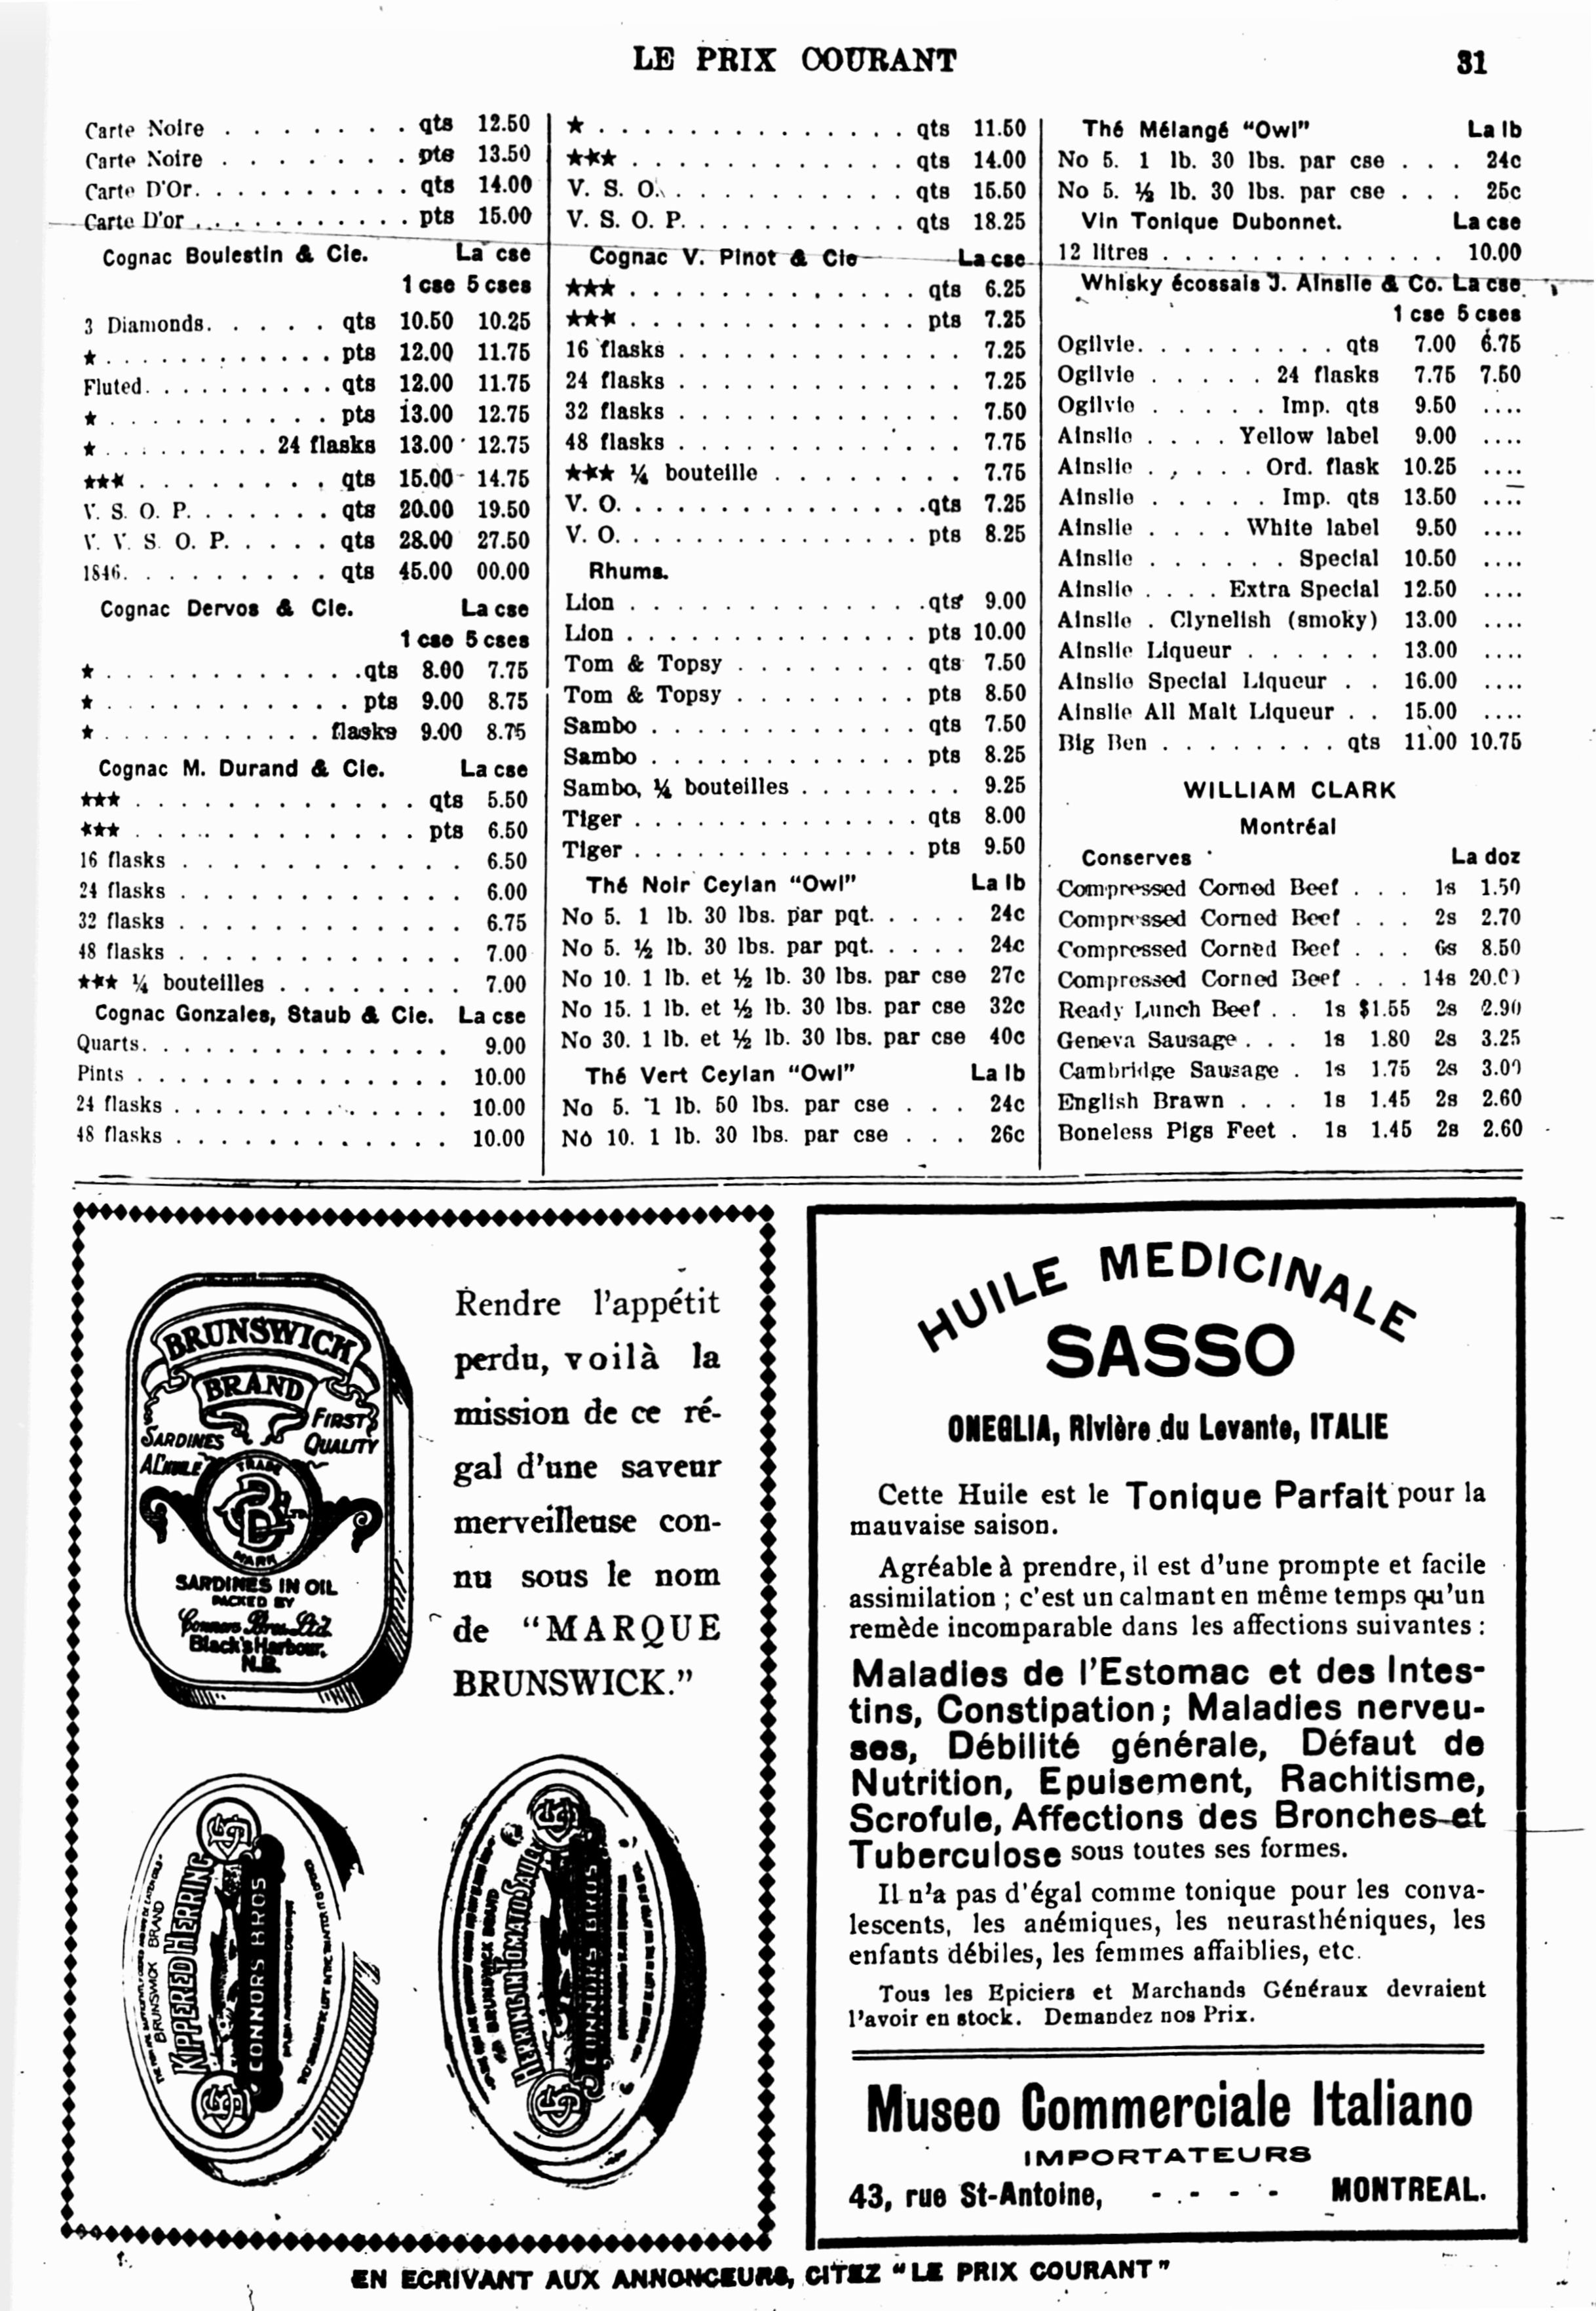 LE PRIX COURANT 31
Carte Noire . . . . . . . qts 12.50
Carte Noire . . . . . . . pts 13.50
Carte D'Or. . . . . . . . . . qts 14.00
Carte D'or . . . . . . . . . . pts 15.00
Cognac Boulestin & Cie. La cse
1 cse 5 cses
3 Diamonds. . . . . qts 10.50 10.25
★ . . . . . . . . . . . . pts 12.00 11.75
Fluted. . . . . . . . . . qts 12.00 11.75
★ . . . . . . . . . . . pts 13.00 12.75
★ . . . . . . . . . 24 flasks 13.00 12.75
★★★ . . . . . . . . . qts 15.00 14.75
V. S. O. P. . . . . . . qts 20.00 19.50
V. V. S. O. P. . . . . qts 28.00 27.50
1846. . . . . . . . . . qts 45.00 00.00
Cognac Dervos & Cie. La cse
1 cse 5 cses
★ . . . . . . . . . . . . .qts 8.00 7.75
★ . . . . . . . . . . . . pts 9.00 8.75
★ . . . . . . . . . . . flasks 9.00 8.75
Cognac M. Durand & Cie. La cse
★★★ . . . . . . . . . . . . qts 5.50
★★★ . . . . . . . . . . . . pts 6.50
16 flasks . . . . . . . . . . . . 6.50
24 flasks . . . . . . . . . . . . 6.00
32 flasks . . . . . . . . . . . . 6.75
48 flasks . . . . . . . . . . . . 7.00
★★★ ¼ bouteilles . . . . . . . . 7.00
Cognac Gonzales, Staub & Cie. La cse
Quarts. . . . . . . . . . . . . 9.00
Pints . . . . . . . . . . . . . 10.00
24 flasks . . . . . . . . . . . . 10.00
48 flasks . . . . . . . . . . . . 10.00
★ . . . . . . . . . . . . . . qts 11.50
★★★ . . . . . . . . . . . . qts 14.00
V. S. O. . . . . . . . . . . qts 15.50
V. S. O. P. . . . . . . . . . qts 18.25
Cognac V. Pinot & Cie La cse
★★★ . . . . . . . . . . . . . qts 6.25
★★★ . . . . . . . . . . . . . pts 7.25
16 flasks . . . . . . . . . . . . . 7.25
24 flasks . . . . . . . . . . . . . 7.25
32 flasks . . . . . . . . . . . . . 7.50
48 flasks . . . . . . . . . . . . . 7.75
★★★ ¼ bouteille . . . . . . . . 7.75
V. O. . . . . . . . . . . . . . .qts 7.25
V. O. . . . . . . . . . . . . . pts 8.25
Rhums.
Lion . . . . . . . . . . . . . .qts 9.00
Lion . . . . . . . . . . . . . . pts 10.00
Tom & Topsy . . . . . . . . qts 7.50
Tom & Topsy . . . . . . . . pts 8.50
Sambo . . . . . . . . . . . . qts 7.50
Sambo . . . . . . . . . . . . pts 8.25
Sambo, ¼ bouteilles . . . . . . . 9.25
Tiger . . . . . . . . . . . . . qts 8.00
Tiger . . . . . . . . . . . . . pts 9.50
Thé Noir Ceylan "Owl" La lb
No 5. 1 lb. 30 lbs. par pqt. . . . . 24c
No 5. ½ lb. 30 lbs. par pqt. . . . . 24c
No 10. 1 lb. et ½ lb. 30 lbs. par cse 27c
No 15. 1 lb. et ½ lb. 30 lbs. par cse 32c
No 30. 1 lb. et ½ lb. 30 lbs. par cse 40c
Thé Vert Ceylan "Owl" La lb
No 5. 1 lb. 50 lbs. par cse . . . 24c
No 10. 1 lb. 30 lbs. par cse . . . 26c
Thé Mélangé "Owl" La lb
No 5. 1 lb. 30 lbs. par cse . . . 24c
No 5. ½ lb. 30 lbs. par cse . . . 25c
Vin Tonique Dubonnet. La cse
12 litres . . . . . . . . . . . . . 10.00
Whisky écossais J. Ainslie & Co. La cse
1 cse 5 cses
Ogilvie. . . . . . . . . . qts 7.00 6.75
Ogilvie . . . . . 24 flasks 7.75 7.50
Ogilvie . . . . . Imp. qts 9.50 ....
Ainslie . . . . Yellow label 9.00 ....
Ainslie . . . . . Ord. flask 10.25 ....
Ainslie . . . . . Imp. qts 13.50 ....
Ainslie . . . . White label 9.50 ....
Ainslie . . . . . . Special 10.50 ....
Ainslie . . . . Extra Special 12.50 ....
Ainslie . Clynelish (smoky) 13.00 ....
Ainslie Liqueur . . . . . . 13.00 ....
Ainslie Special Liqueur . . 16.00 ....
Ainslie All Malt Liqueur . . 15.00 ....
Big Ben . . . . . . . . qts 11.00 10.75
WILLIAM CLARK
Montréal
Conserves La doz
Compressed Corned Beef . . . 1s 1.50
Compressed Corned Beef . . . 2s 2.70
Compressed Corned Beef . . . 6s 8.50
Compressed Corned Beef . . . 14s 20.00
Ready Lunch Beef . . 1s $1.55 2s 2.90
Geneva Sausage . . . 1s 1.80 2s 3.25
Cambridge Sausage . 1s 1.75 2s 3.00
English Brawn . . . 1s 1.45 2s 2.60
Boneless Pigs Feet . 1s 1.45 2s 2.60
BRUNSWICK
BRAND
SARDINES FIRST
A L'HUILE QUALITY
TRADE
MARK
SARDINES IN OIL
PACKED BY
Connors Bros. Ltd.
Black's Harbour,
N.B.
Rendre l'appétit
perdu, voilà la
mission de ce ré-
gal d'une saveur
merveilleuse con-
nu sous le nom
de "MARQUE
BRUNSWICK."
BRUNSWICK BRAND
KIPPERED HERRING
CONNORS BROS
BRUNSWICK BRAND
HERRING IN TOMATO SAUCE
CONNORS BROS
HUILE MEDICINALE
SASSO
ONEGLIA, Rivière du Levante, ITALIE
Cette Huile est le Tonique Parfait pour la
mauvaise saison.
Agréable à prendre, il est d'une prompte et facile
assimilation ; c'est un calmant en même temps qu'un
remède incomparable dans les affections suivantes :
Maladies de l'Estomac et des Intes-
tins, Constipation; Maladies nerveu-
ses, Débilité générale, Défaut de
Nutrition, Epuisement, Rachitisme,
Scrofule, Affections des Bronches et
Tuberculose sous toutes ses formes.
Il n'a pas d'égal comme tonique pour les conva-
lescents, les anémiques, les neurasthéniques, les
enfants débiles, les femmes affaiblies, etc.
Tous les Epiciers et Marchands Généraux devraient
l'avoir en stock. Demandez nos Prix.
Museo Commerciale Italiano
IMPORTATEURS
43, rue St-Antoine, - - - - MONTREAL.
EN ECRIVANT AUX ANNONCEURS, CITEZ "LE PRIX COURANT"